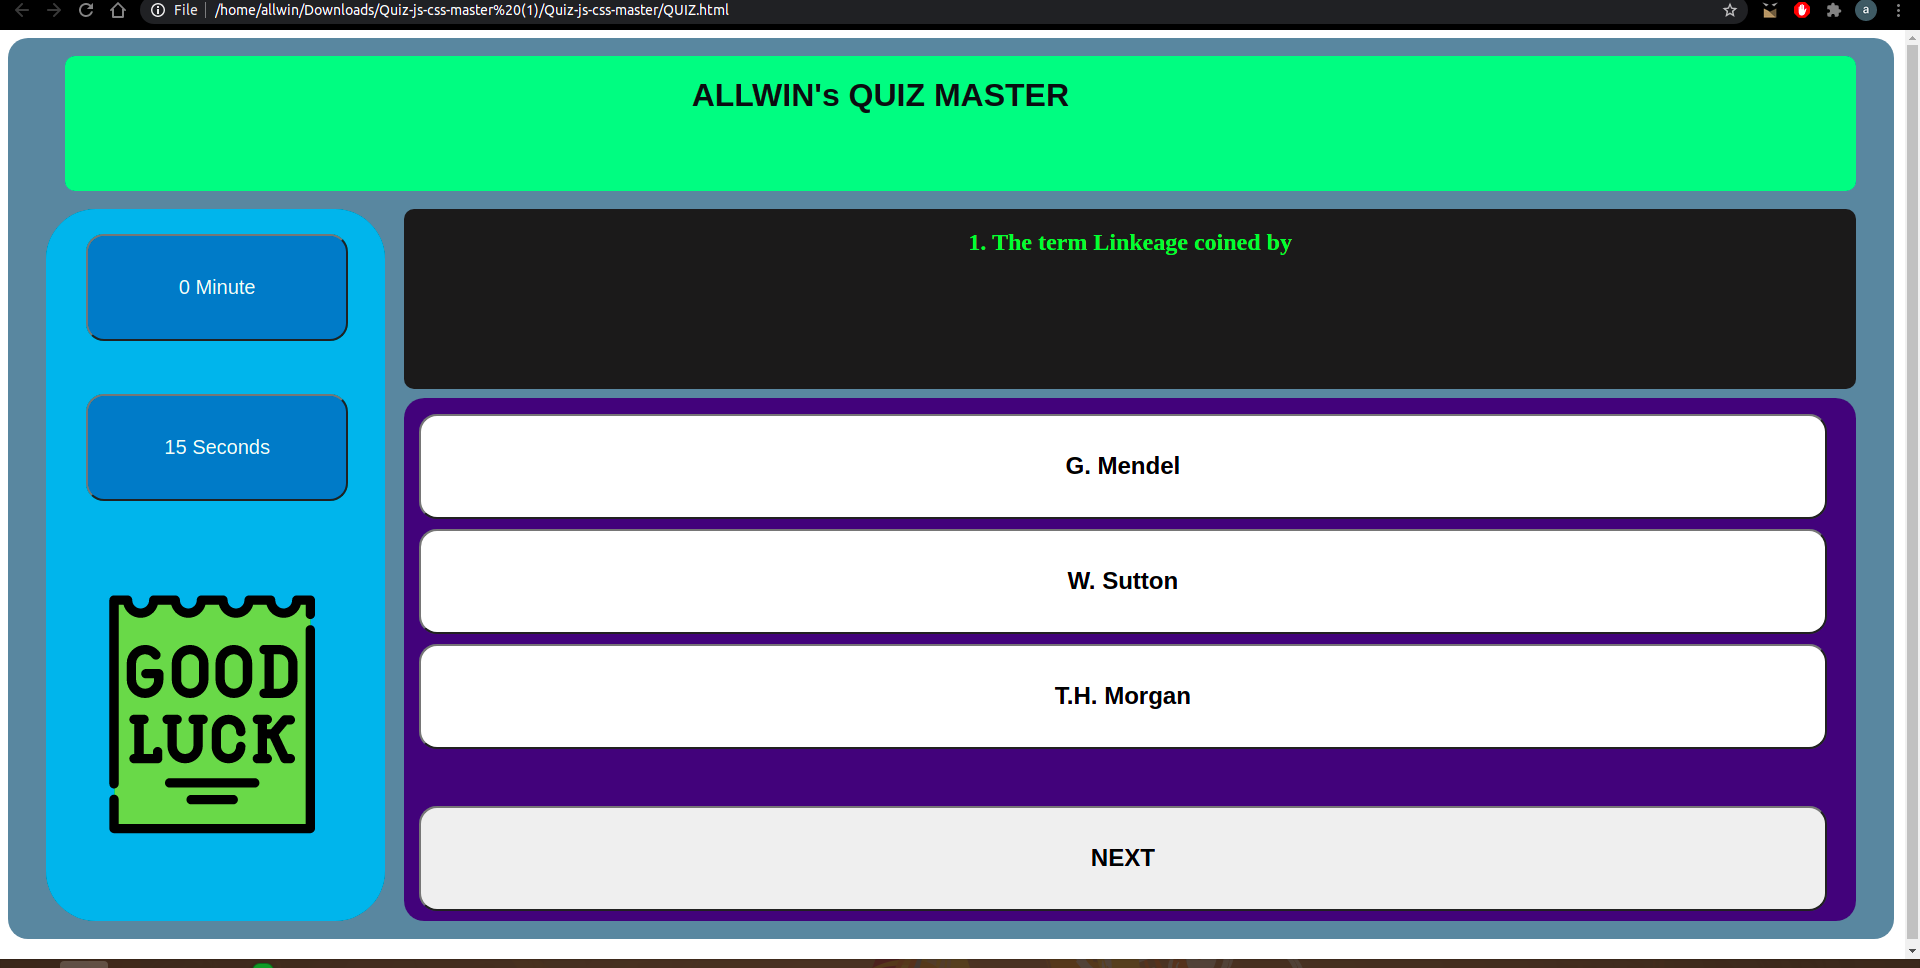 File
/home/allwin/Downloads/Quiz-js-css-master%20(1)/Quiz-js-css-master/QUIZ.html
a
ALLWIN's QUIZ MASTER
0 Minute
15 Seconds
GOOD
LUCK
1. The term Linkeage coined by
G. Mendel
W. Sutton
T.H. Morgan
NEXT